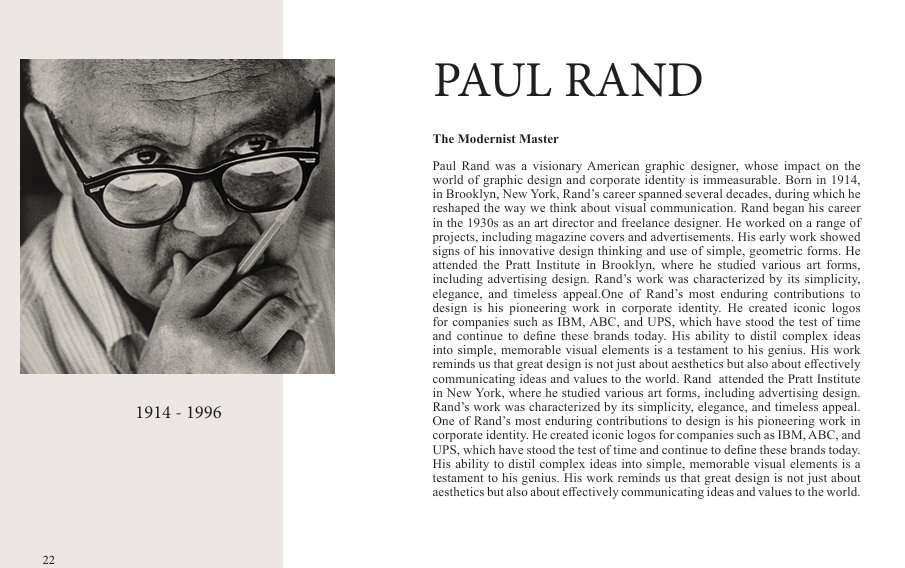 PAUL RAND
The Modernist Master
Paul Rand was a visionary American graphic designer, whose impact on the
world of graphic design and corporate identity is immeasurable. Born in 1914,
in Brooklyn, New York, Rand’s career spanned several decades, during which he
reshaped the way we think about visual communication. Rand began his career
in the 1930s as an art director and freelance designer. He worked on a range of
projects, including magazine covers and advertisements. His early work showed
signs of his innovative design thinking and use of simple, geometric forms. He
attended the Pratt Institute in Brooklyn, where he studied various art forms,
including advertising design. Rand’s work was characterized by its simplicity,
elegance, and timeless appeal.One of Rand’s most enduring contributions to
design is his pioneering work in corporate identity. He created iconic logos
for companies such as IBM, ABC, and UPS, which have stood the test of time
and continue to define these brands today. His ability to distil complex ideas
into simple, memorable visual elements is a testament to his genius. His work
reminds us that great design is not just about aesthetics but also about effectively
communicating ideas and values to the world. Rand  attended the Pratt Institute
in New York, where he studied various art forms, including advertising design.
Rand’s work was characterized by its simplicity, elegance, and timeless appeal.
One of Rand’s most enduring contributions to design is his pioneering work in
corporate identity. He created iconic logos for companies such as IBM, ABC, and
UPS, which have stood the test of time and continue to define these brands today.
His ability to distil complex ideas into simple, memorable visual elements is a
testament to his genius. His work reminds us that great design is not just about
aesthetics but also about effectively communicating ideas and values to the world.
1914 - 1996
22